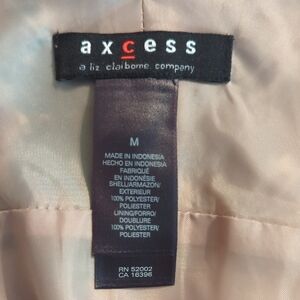 axcess
a liz claiborne company
M
MADE IN INDONESIA
HECHO EN INDONESIA
FABRIQUÉ
EN INDONÉSIE
SHELL/ARMAZON/
EXTERIEUR
100% POLYESTER/
POLIESTER
LINING/FORRO/
DOUBLURE
100% POLYESTER/
POLIESTER
RN 52002
CA 16396